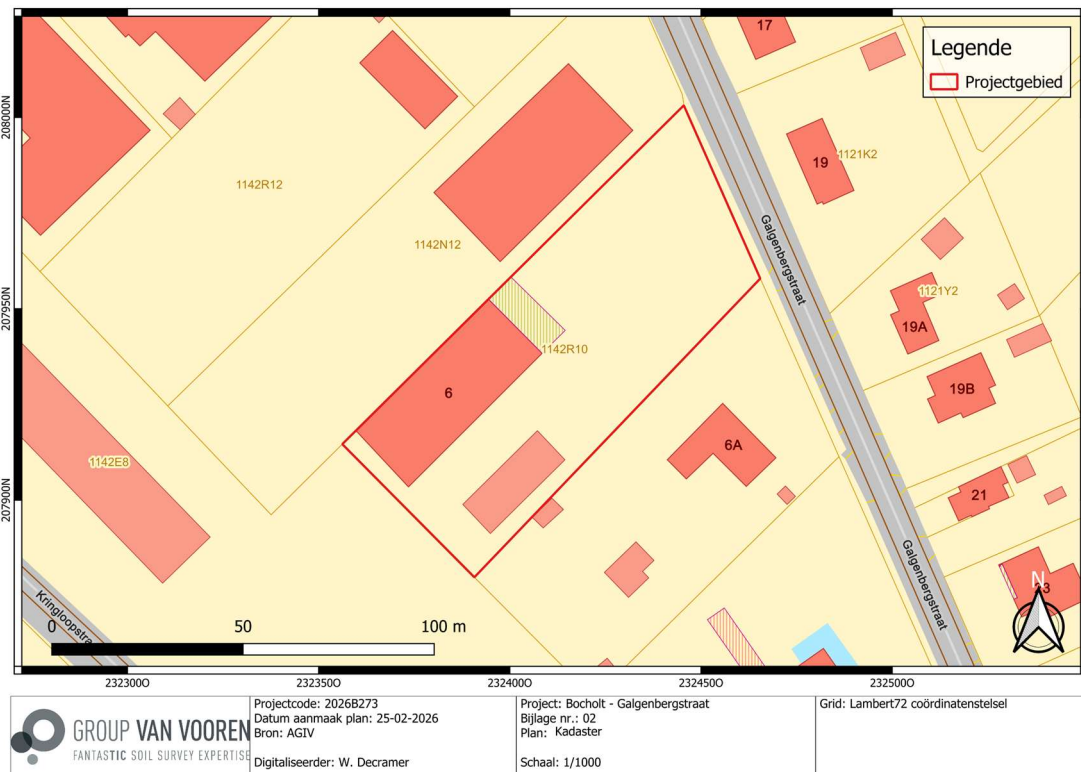 Legende
Projectgebied
17
19
1121K2
1142R12
1142N12
Galgenbergstraat
1121Y2
19A
1142R10
19B
6
6A
1142E8
21
Galgenbergstraat
23
N
Kringloopstra
0 50 100 m
208000N
207950N
207900N
2323000 2323500 2324000 2324500 2325000
GROUP VAN VOOREN
FANTASTIC SOIL SURVEY EXPERTISE
Projectcode: 2026B273
Datum aanmaak plan: 25-02-2026
Bron: AGIV
Digitaliseerder: W. Decramer
Project: Bocholt - Galgenbergstraat
Bijlage nr.: 02
Plan: Kadaster
Schaal: 1/1000
Grid: Lambert72 coördinatenstelsel